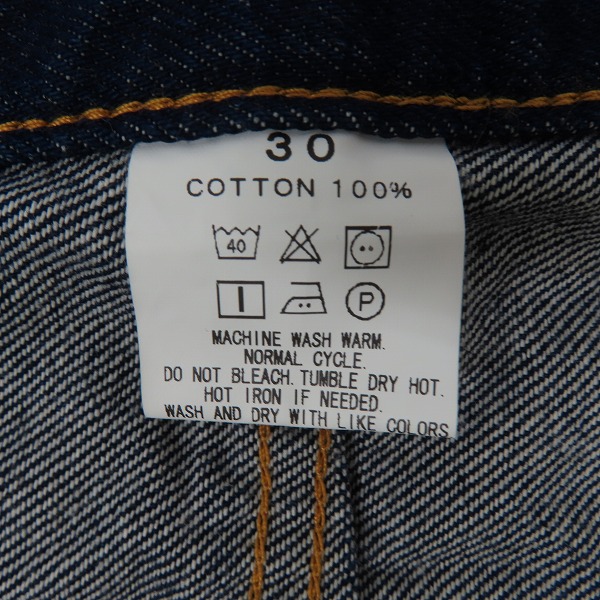 30
COTTON 100%
40
P
MACHINE WASH WARM.
NORMAL CYCLE.
DO NOT BLEACH. TUMBLE DRY HOT.
HOT IRON IF NEEDED.
WASH AND DRY WITH LIKE COLORS